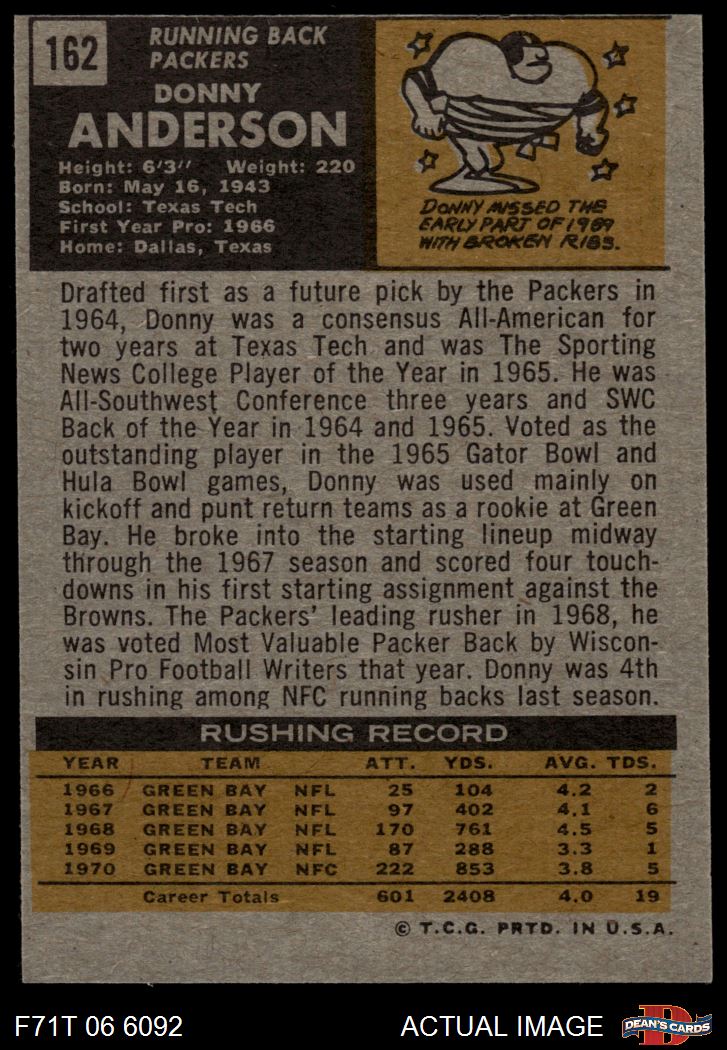 162
RUNNING BACK
PACKERS
DONNY
ANDERSON
Height: 6'3" Weight: 220
Born: May 16, 1943
School: Texas Tech
First Year Pro: 1966
Home: Dallas, Texas
DONNY MISSED THE
EARLY PART OF 1969
WITH BROKEN RIBS.
Drafted first as a future pick by the Packers in
1964, Donny was a consensus All-American for
two years at Texas Tech and was The Sporting
News College Player of the Year in 1965. He was
All-Southwest Conference three years and SWC
Back of the Year in 1964 and 1965. Voted as the
outstanding player in the 1965 Gator Bowl and
Hula Bowl games, Donny was used mainly on
kickoff and punt return teams as a rookie at Green
Bay. He broke into the starting lineup midway
through the 1967 season and scored four touch-
downs in his first starting assignment against the
Browns. The Packers' leading rusher in 1968, he
was voted Most Valuable Packer Back by Wiscon-
sin Pro Football Writers that year. Donny was 4th
in rushing among NFC running backs last season.
RUSHING RECORD
YEAR TEAM ATT. YDS. AVG. TDS.
1966 GREEN BAY NFL 25 104 4.2 2
1967 GREEN BAY NFL 97 402 4.1 6
1968 GREEN BAY NFL 170 761 4.5 5
1969 GREEN BAY NFL 87 288 3.3 1
1970 GREEN BAY NFC 222 853 3.8 5
Career Totals 601 2408 4.0 19
© T.C.G. PRTD. IN U.S.A.
F71T 06 6092 ACTUAL IMAGE
D
DEAN'S CARDS